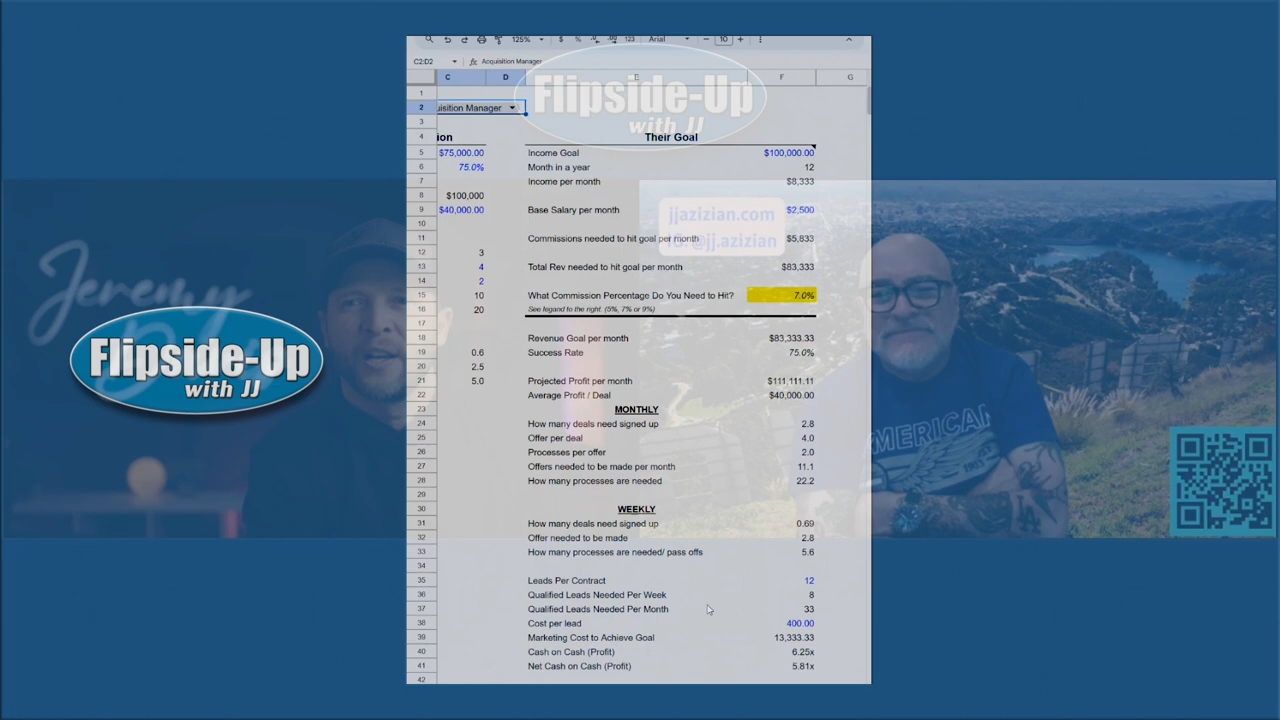 125%
$
%
123
Arial
10
C2:D2
fx
Acquisition Manager
C
D
E
F
G
1
2
uisition Manager
3
4
ion
Their Goal
5
$75,000.00
Income Goal
$100,000.00
6
75.0%
Month in a year
12
7
Income per month
$8,333
8
$100,000
9
$40,000.00
Base Salary per month
$2,500
10
11
Commissions needed to hit goal per month
$5,833
12
3
13
4
Total Rev needed to hit goal per month
$83,333
14
2
15
10
What Commission Percentage Do You Need to Hit?
7.0%
16
20
See legand to the right. (5%, 7% or 9%)
17
18
Revenue Goal per month
$83,333.33
19
0.6
Success Rate
75.0%
20
2.5
21
5.0
Projected Profit per month
$111,111.11
22
Average Profit / Deal
$40,000.00
23
MONTHLY
24
How many deals need signed up
2.8
25
Offer per deal
4.0
26
Processes per offer
2.0
27
Offers needed to be made per month
11.1
28
How many processes are needed
22.2
29
30
WEEKLY
31
How many deals need signed up
0.69
32
Offer needed to be made
2.8
33
How many processes are needed/ pass offs
5.6
34
35
Leads Per Contract
12
36
Qualified Leads Needed Per Week
8
37
Qualified Leads Needed Per Month
33
38
Cost per lead
400.00
39
Marketing Cost to Achieve Goal
13,333.33
40
Cash on Cash (Profit)
6.25x
41
Net Cash on Cash (Profit)
5.81x
42
Flipside-Up
with JJ
jjazizian.com
IG: @jj.azizian
Jeremy
Flipside-Up
with JJ
AMERICAN